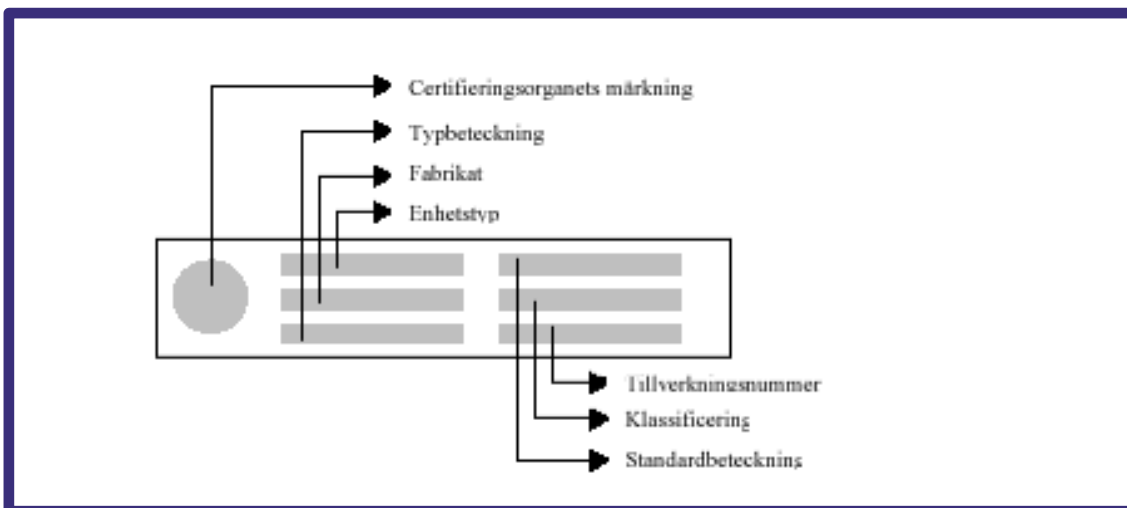 Certifieringsorganets märkning
Typbeteckning
Fabrikat
Enhetstyp
Tillverkningsnummer
Klassificering
Standardbeteckning